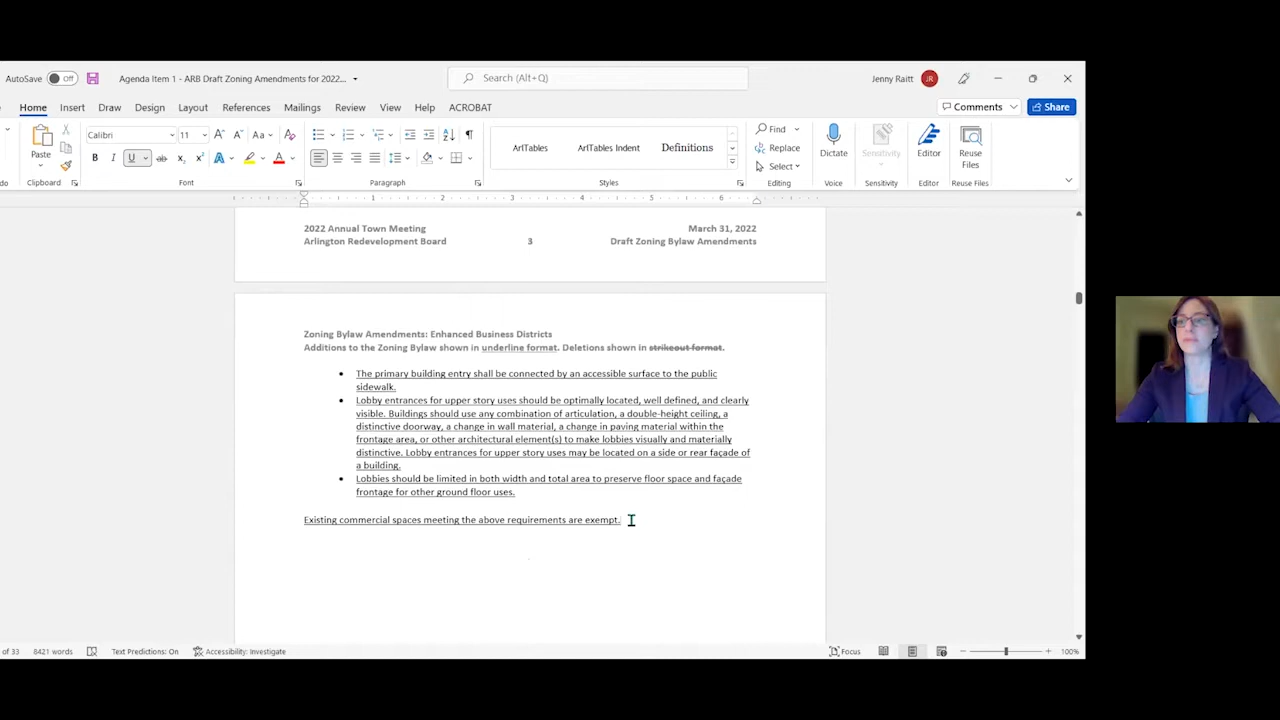 AutoSave Off Agenda Item 1 - ARB Draft Zoning Amendments for 2022... Search (Alt+Q) Jenny Raitt JR
Home Insert Draw Design Layout References Mailings Review View Help ACROBAT Comments Share
Calibri 11 Aa
Paste
B I U ab x₂ x² A A
ArtTables ArtTables Indent Definitions
Find
Replace
Select
Dictate Sensitivity Editor Reuse Files
Clipboard Font Paragraph Styles Editing Voice Sensitivity Editor Reuse Files
1 2 3 4 5 6
2022 Annual Town Meeting March 31, 2022
Arlington Redevelopment Board 3 Draft Zoning Bylaw Amendments
Zoning Bylaw Amendments: Enhanced Business Districts
Additions to the Zoning Bylaw shown in underline format. Deletions shown in strikeout format.
• The primary building entry shall be connected by an accessible surface to the public
sidewalk.
• Lobby entrances for upper story uses should be optimally located, well defined, and clearly
visible. Buildings should use any combination of articulation, a double-height ceiling, a
distinctive doorway, a change in wall material, a change in paving material within the
frontage area, or other architectural element(s) to make lobbies visually and materially
distinctive. Lobby entrances for upper story uses may be located on a side or rear façade of
a building.
• Lobbies should be limited in both width and total area to preserve floor space and façade
frontage for other ground floor uses.
Existing commercial spaces meeting the above requirements are exempt.
of 33 8421 words Text Predictions: On Accessibility: Investigate Focus 100%